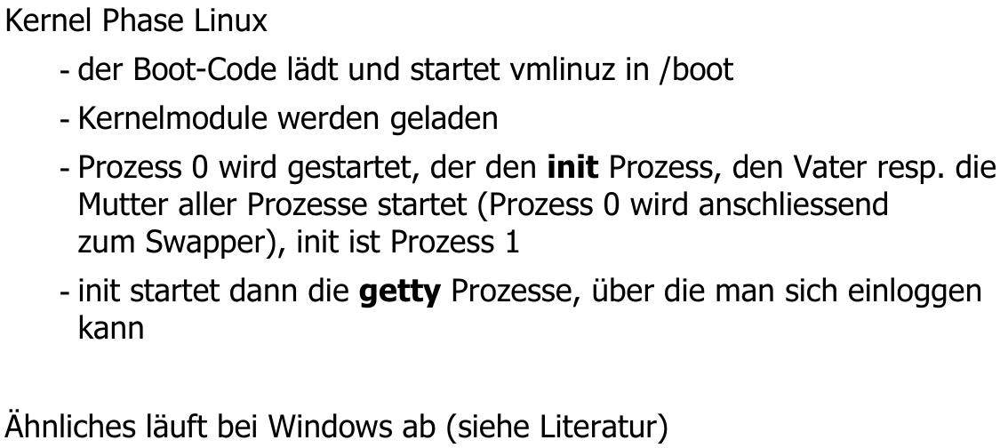 Kernel Phase Linux
- der Boot-Code lädt und startet vmlinuz in /boot
- Kernelmodule werden geladen
- Prozess 0 wird gestartet, der den init Prozess, den Vater resp. die
Mutter aller Prozesse startet (Prozess 0 wird anschliessend
zum Swapper), init ist Prozess 1
- init startet dann die getty Prozesse, über die man sich einloggen
kann
Ähnliches läuft bei Windows ab (siehe Literatur)